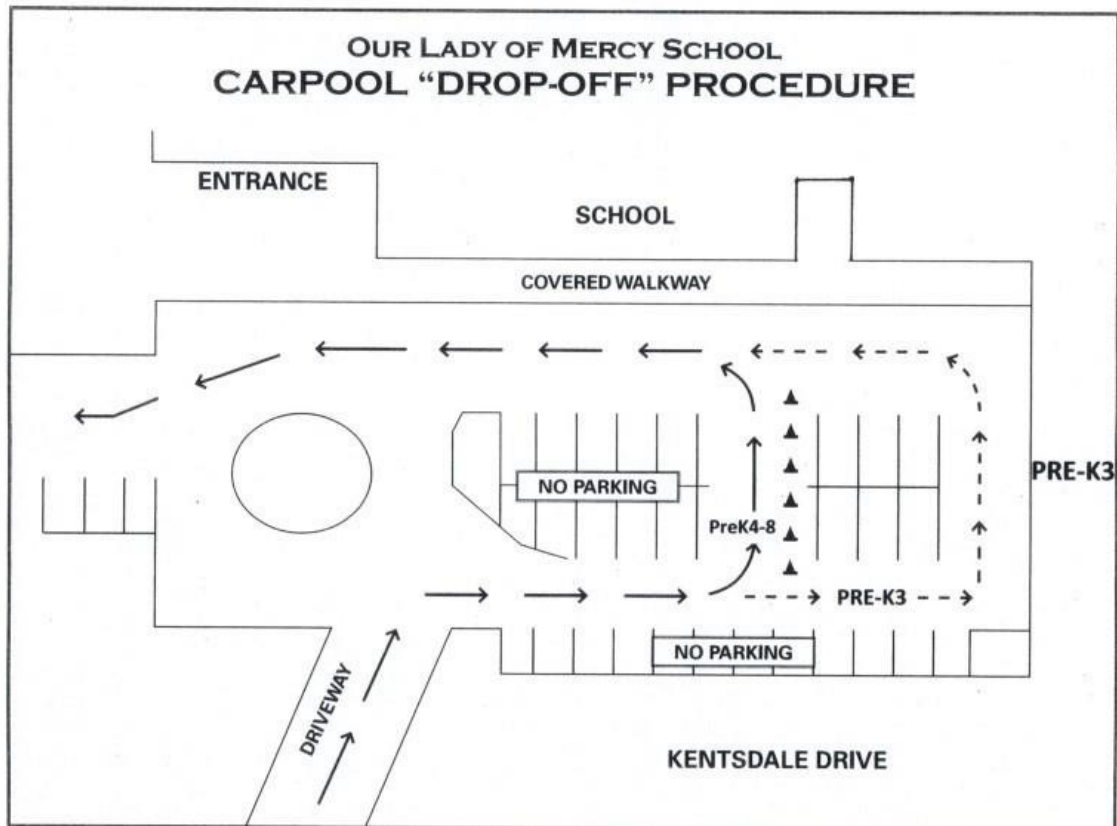 OUR LADY OF MERCY SCHOOL
CARPOOL “DROP-OFF” PROCEDURE
ENTRANCE
SCHOOL
COVERED WALKWAY
NO PARKING
PRE-K3
PreK4-8
PRE-K3
NO PARKING
DRIVEWAY
KENTSDALE DRIVE